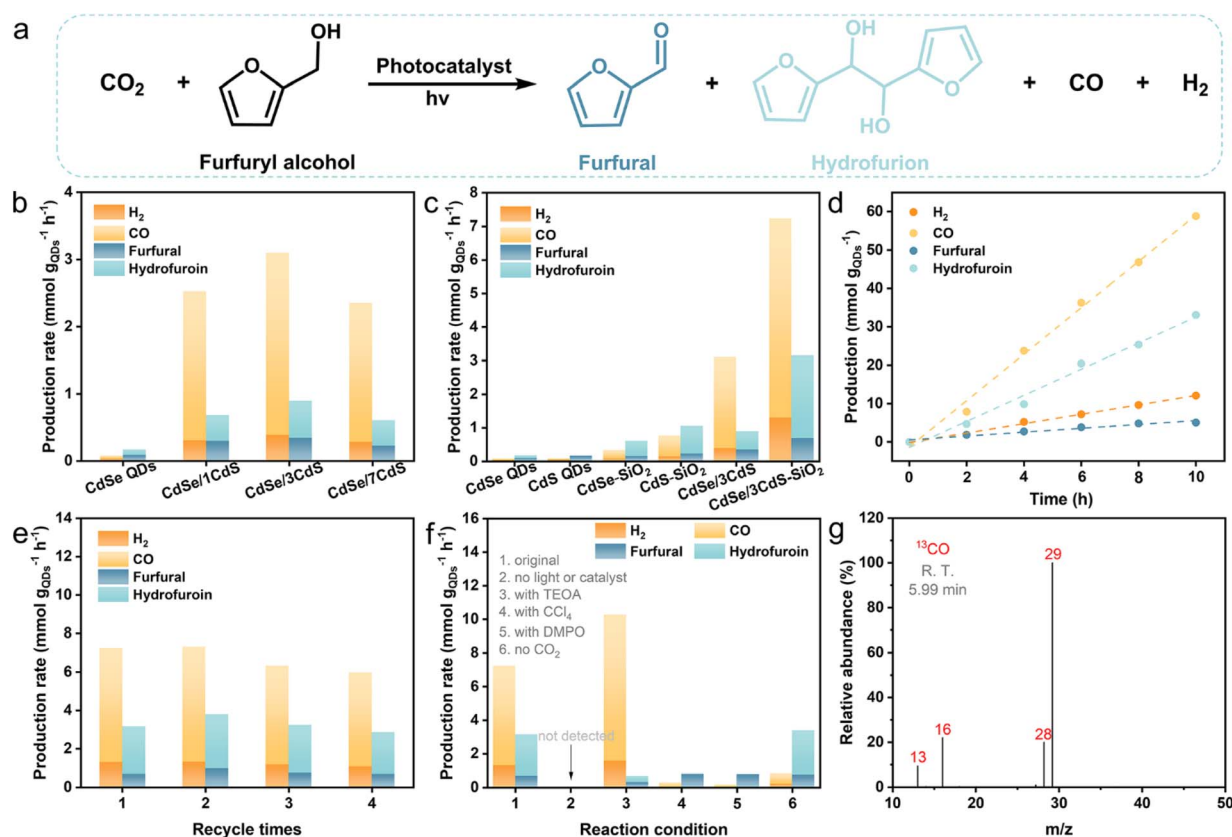 a
CO2 + OH O Photocatalyst hv O O + OH O O HO + CO + H2
Furfuryl alcohol Furfural Hydrofurion
b
Production rate (mmol gQDs-1 h-1)
4
3
2
1
0
H2
CO
Furfural
Hydrofuroin
CdSe QDs CdSe/1CdS CdSe/3CdS CdSe/7CdS
c
Production rate (mmol gQDs-1 h-1)
8
7
6
5
4
3
2
1
0
H2
CO
Furfural
Hydrofuroin
CdSe QDs CdS QDs CdSe-SiO2 CdS-SiO2 CdSe/3CdS CdSe/3CdS-SiO2
d
Production (mmol gQDs-1)
60
50
40
30
20
10
0
H2
CO
Furfural
Hydrofuroin
0 2 4 6 8 10
Time (h)
e
Production rate (mmol gQDs-1 h-1)
14
12
10
8
6
4
2
0
H2
CO
Furfural
Hydrofuroin
1 2 3 4
Recycle times
f
Production rate (mmol gQDs-1 h-1)
16
14
12
10
8
6
4
2
0
H2 CO
Furfural Hydrofuroin
1. original
2. no light or catalyst
3. with TEOA
4. with CCl4
5. with DMPO
6. no CO2
not detected
1 2 3 4 5 6
Reaction condition
g
Relative abundance (%)
120
100
80
60
40
20
0
13CO
R. T.
5.99 min
29
28
16
13
10 20 30 40 50
m/z